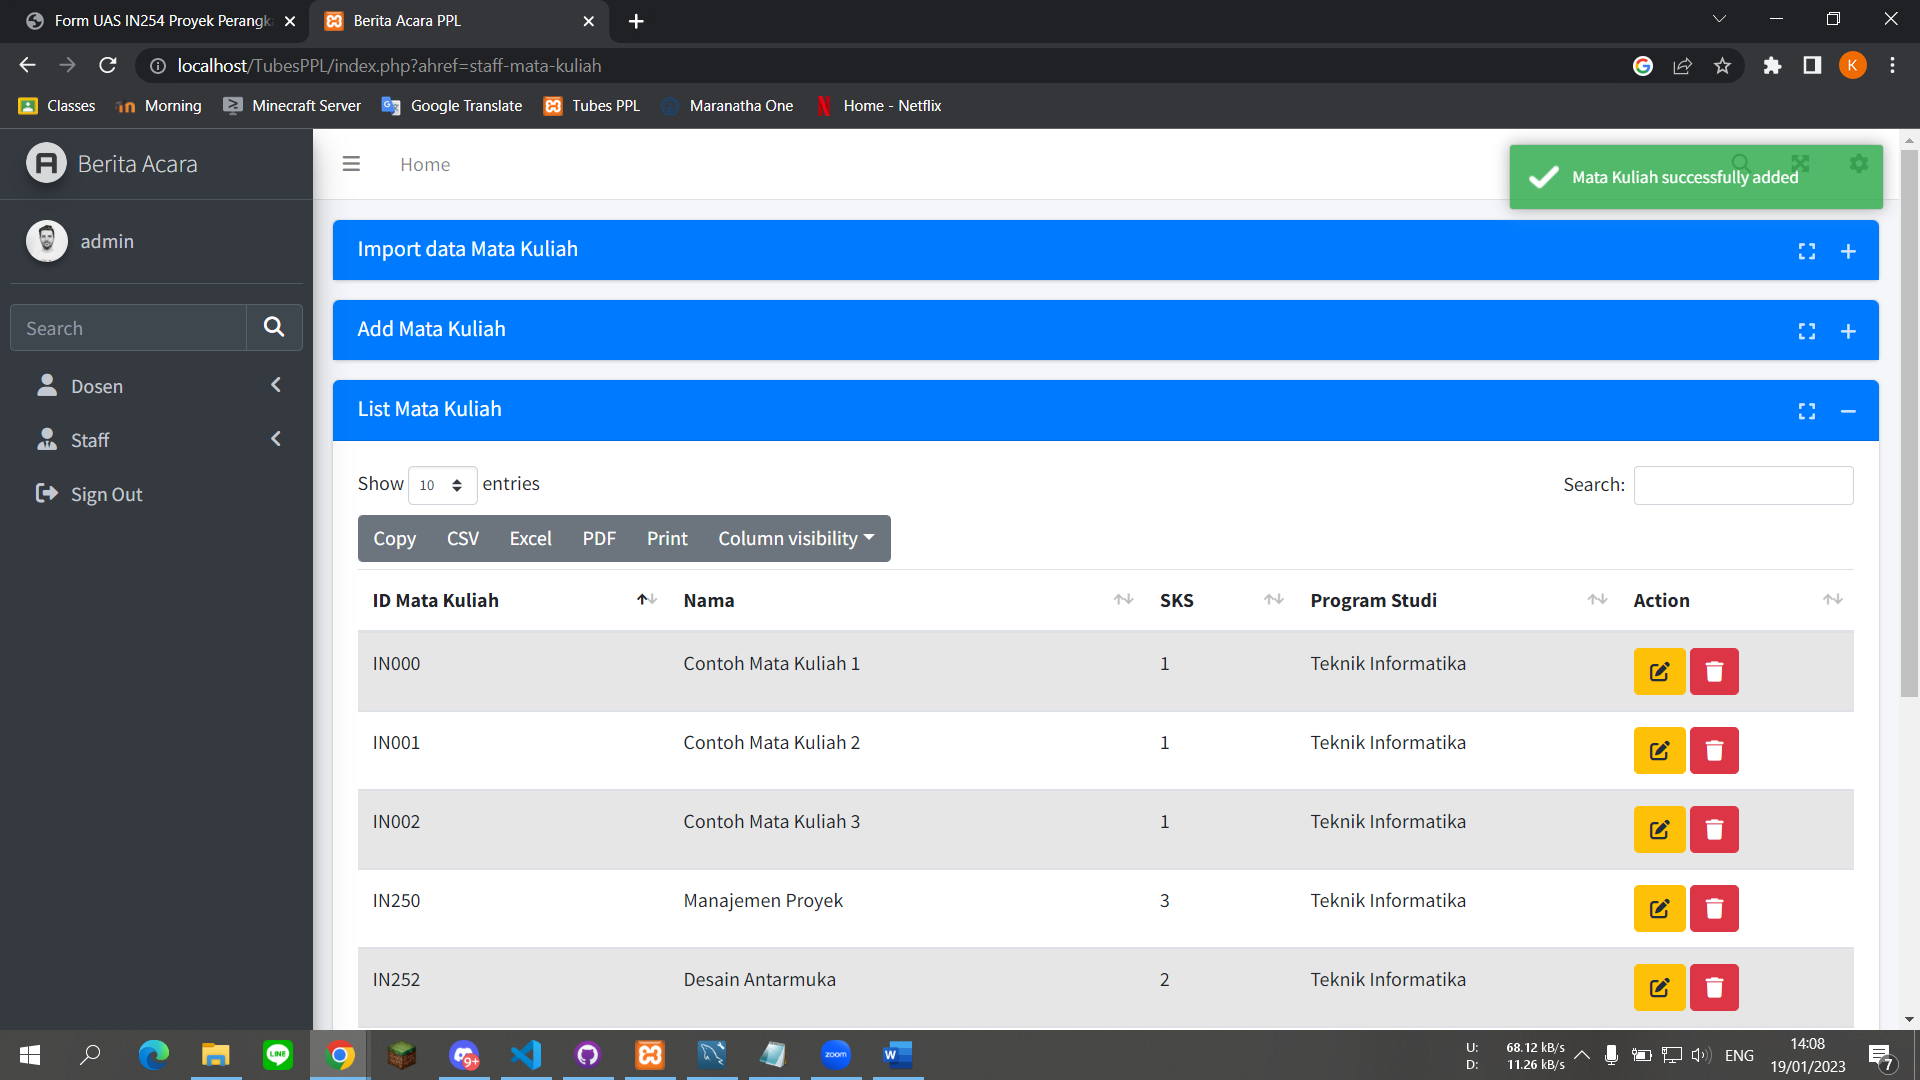 Form UAS IN254 Proyek Perangka
Berita Acara PPL
localhost/TubesPPL/index.php?ahref=staff-mata-kuliah
K
Classes
Morning
Minecraft Server
Google Translate
Tubes PPL
Maranatha One
Home - Netflix
Berita Acara
Home
Mata Kuliah successfully added
admin
Search
Dosen
Staff
Sign Out
Import data Mata Kuliah
Add Mata Kuliah
List Mata Kuliah
Show 10 entries
Search:
Copy CSV Excel PDF Print Column visibility
ID Mata Kuliah Nama SKS Program Studi Action
IN000 Contoh Mata Kuliah 1 1 Teknik Informatika
IN001 Contoh Mata Kuliah 2 1 Teknik Informatika
IN002 Contoh Mata Kuliah 3 1 Teknik Informatika
IN250 Manajemen Proyek 3 Teknik Informatika
IN252 Desain Antarmuka 2 Teknik Informatika
LINE
9+
zoom
W
U: 68.12 kB/s
D: 11.26 kB/s
ENG
14:08
19/01/2023
7